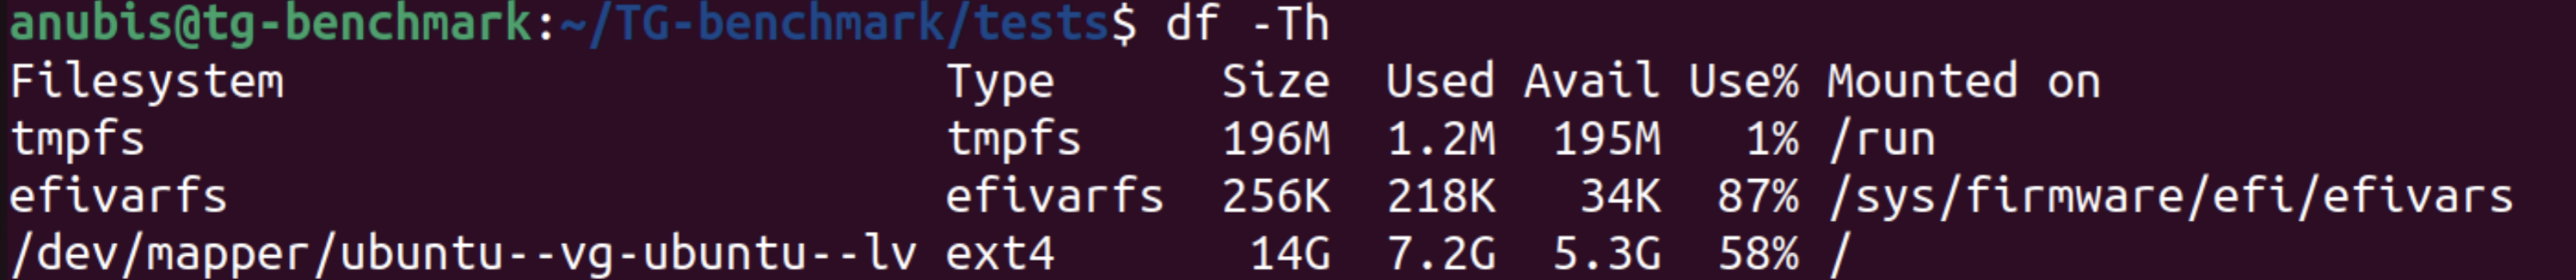 anubis@tg-benchmark:~/TG-benchmark/tests$ df -Th
Filesystem                        Type      Size  Used Avail Use% Mounted on
tmpfs                             tmpfs     196M  1.2M  195M   1% /run
efivarfs                          efivarfs  256K  218K   34K  87% /sys/firmware/efi/efivars
/dev/mapper/ubuntu--vg-ubuntu--lv ext4       14G  7.2G  5.3G  58% /